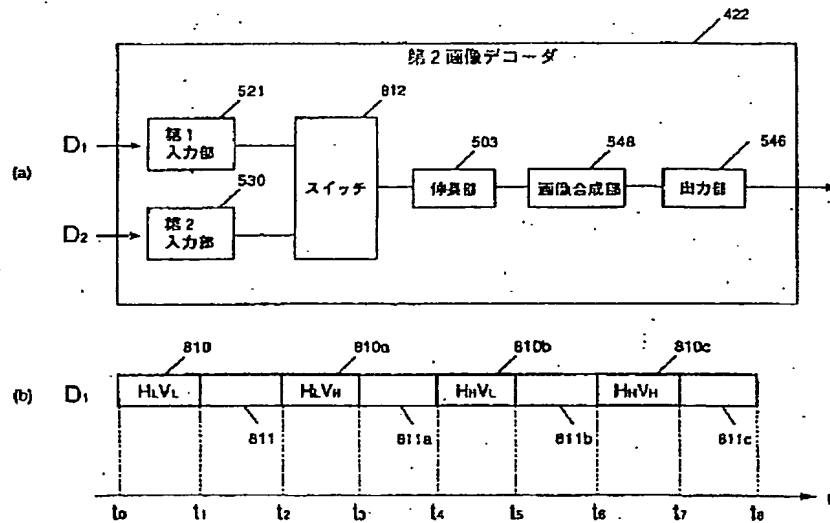 422
第2画像デコーダ
521
812
D₁
第1
入力部
503
548
546
(a)
530
スイッチ
伸長部
画像合成部
出力部
D₂
第2
入力部
810
810a
810b
810c
(b)
D₁
HLVL
HLVH
HHVL
HHVH
811
811a
811b
811c
t₀
t₁
t₂
t₃
t₄
t₅
t₆
t₇
t₈